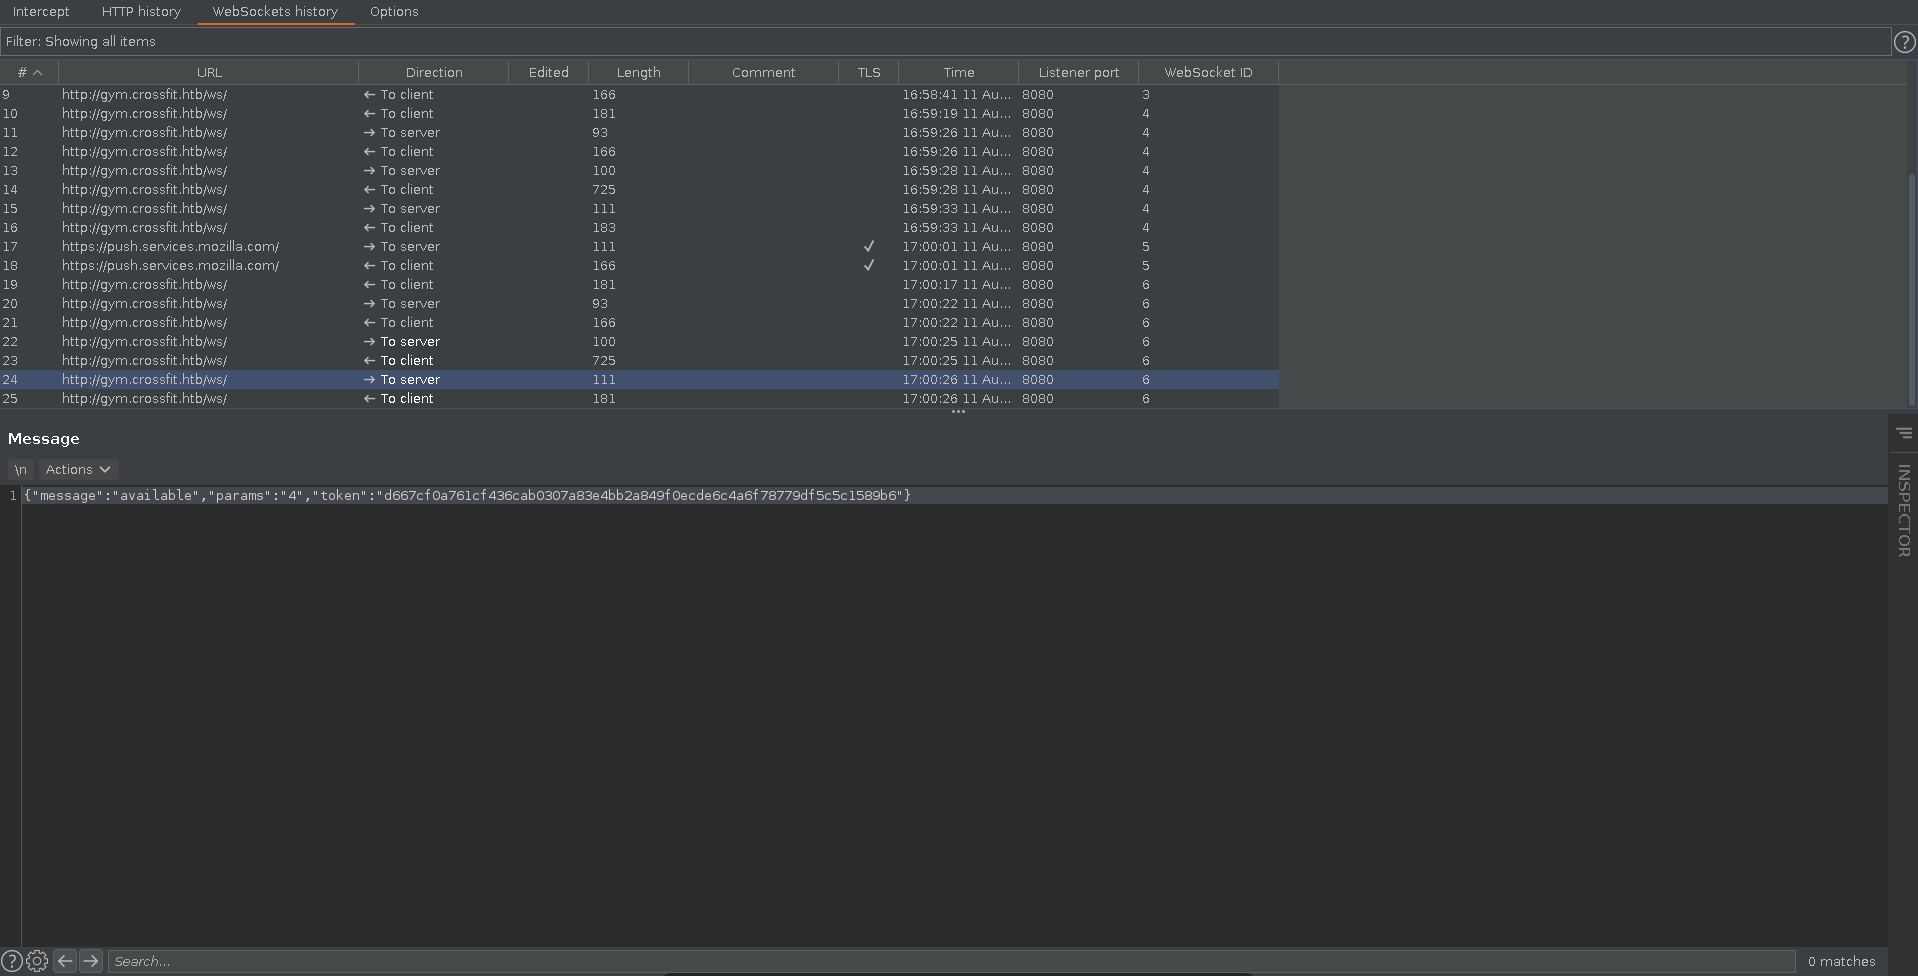 Intercept HTTP history WebSockets history Options
Filter: Showing all items ?
# URL Direction Edited Length Comment TLS Time Listener port WebSocket ID
9 http://gym.crossfit.htb/ws/ ← To client 166 16:58:41 11 Au... 8080 3
10 http://gym.crossfit.htb/ws/ ← To client 181 16:59:19 11 Au... 8080 4
11 http://gym.crossfit.htb/ws/ → To server 93 16:59:26 11 Au... 8080 4
12 http://gym.crossfit.htb/ws/ ← To client 166 16:59:26 11 Au... 8080 4
13 http://gym.crossfit.htb/ws/ → To server 100 16:59:28 11 Au... 8080 4
14 http://gym.crossfit.htb/ws/ ← To client 725 16:59:28 11 Au... 8080 4
15 http://gym.crossfit.htb/ws/ → To server 111 16:59:33 11 Au... 8080 4
16 http://gym.crossfit.htb/ws/ ← To client 183 16:59:33 11 Au... 8080 4
17 https://push.services.mozilla.com/ → To server 111 ✓ 17:00:01 11 Au... 8080 5
18 https://push.services.mozilla.com/ ← To client 166 ✓ 17:00:01 11 Au... 8080 5
19 http://gym.crossfit.htb/ws/ ← To client 181 17:00:17 11 Au... 8080 6
20 http://gym.crossfit.htb/ws/ → To server 93 17:00:22 11 Au... 8080 6
21 http://gym.crossfit.htb/ws/ ← To client 166 17:00:22 11 Au... 8080 6
22 http://gym.crossfit.htb/ws/ → To server 100 17:00:25 11 Au... 8080 6
23 http://gym.crossfit.htb/ws/ ← To client 725 17:00:25 11 Au... 8080 6
24 http://gym.crossfit.htb/ws/ → To server 111 17:00:26 11 Au... 8080 6
25 http://gym.crossfit.htb/ws/ ← To client 181 17:00:26 11 Au... 8080 6
Message
\n Actions
1 {"message":"available","params":"4","token":"d667cf0a761cf436cab0307a83e4bb2a849f0ecde6c4a6f78779df5c5c1589b6"}
INSPECTOR
? Search... 0 matches